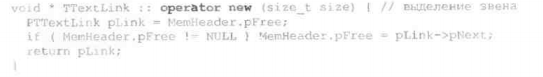 void * TTextLink :: operator new (size_t size) { // выделение звена
PTTextLink pLink = MemHeader.pFree;
if ( MemHeader.pFree != NULL ) MemHeader.pFree = pLink->pNext;
return pLink;
}